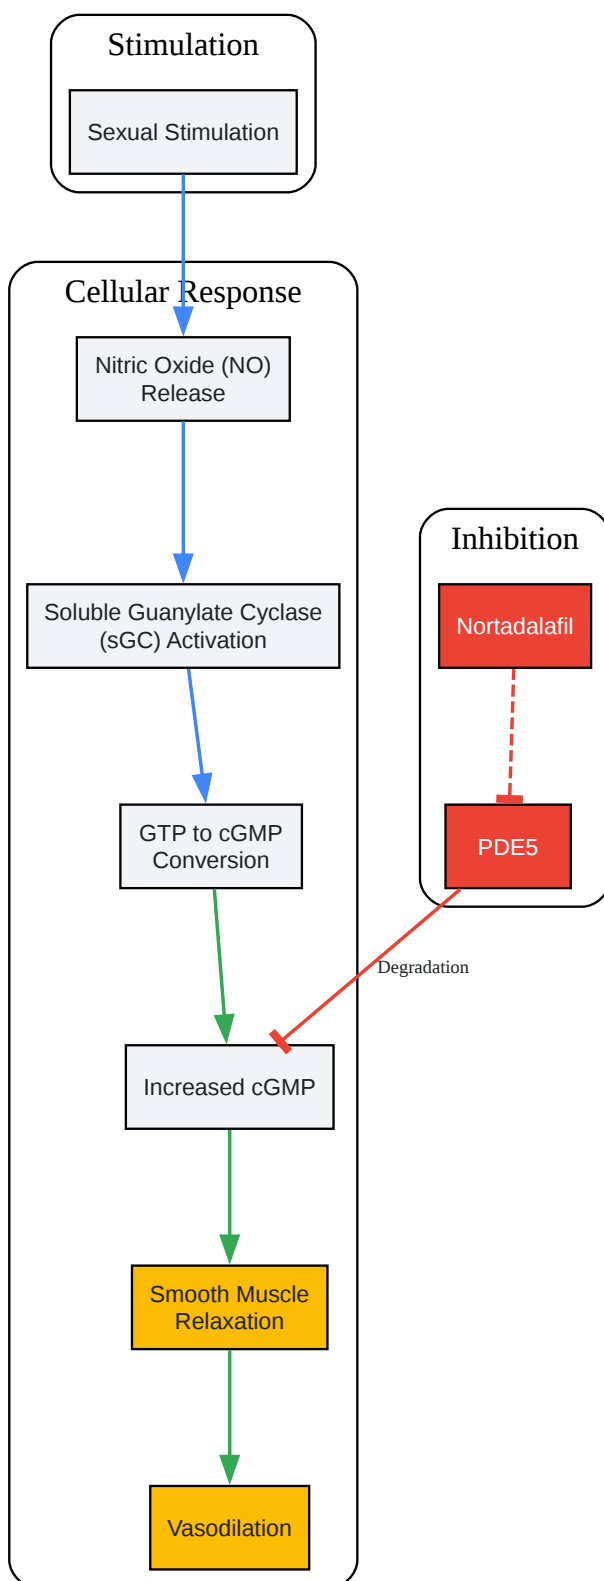 Stimulation
Sexual Stimulation
Cellular Response
Nitric Oxide (NO)
Release
Soluble Guanylate Cyclase
(sGC) Activation
GTP to cGMP
Conversion
Increased cGMP
Smooth Muscle
Relaxation
Vasodilation
Inhibition
Nortadalafil
PDE5
Degradation